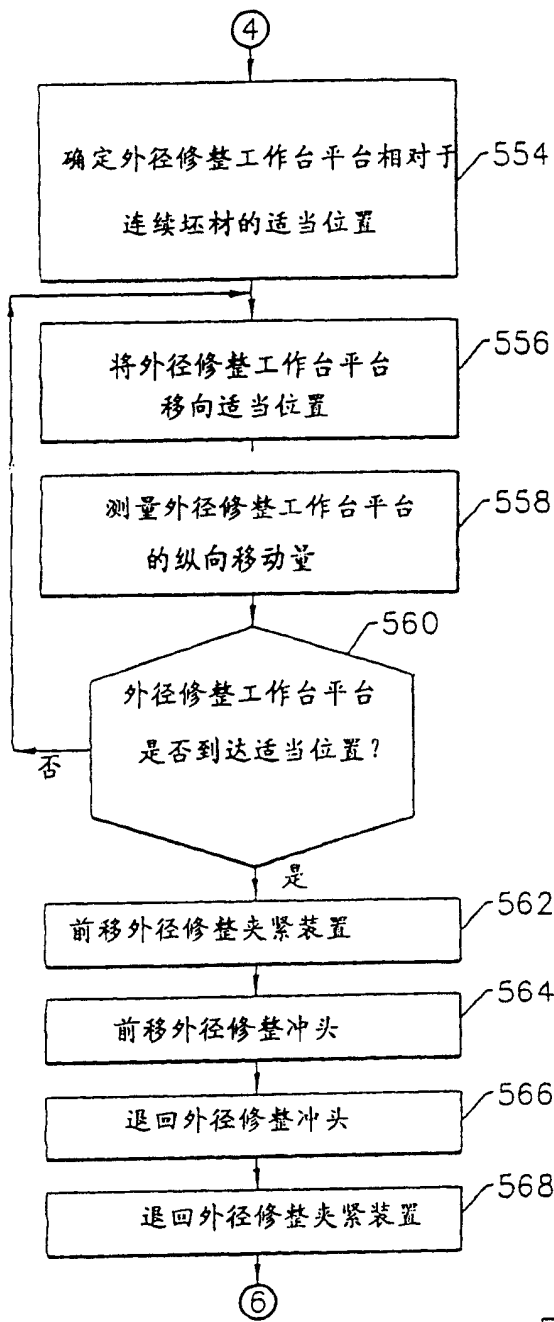 4
确定外径修整工作台平台相对于
554
连续坯材的适当位置
将外径修整工作台平台
556
移向适当位置
测量外径修整工作台平台
558
的纵向移动量
560
外径修整工作台平台
是否到达适当位置?
否
是
前移外径修整夹紧装置
562
前移外径修整冲头
564
退回外径修整冲头
566
退回外径修整夹紧装置
568
6